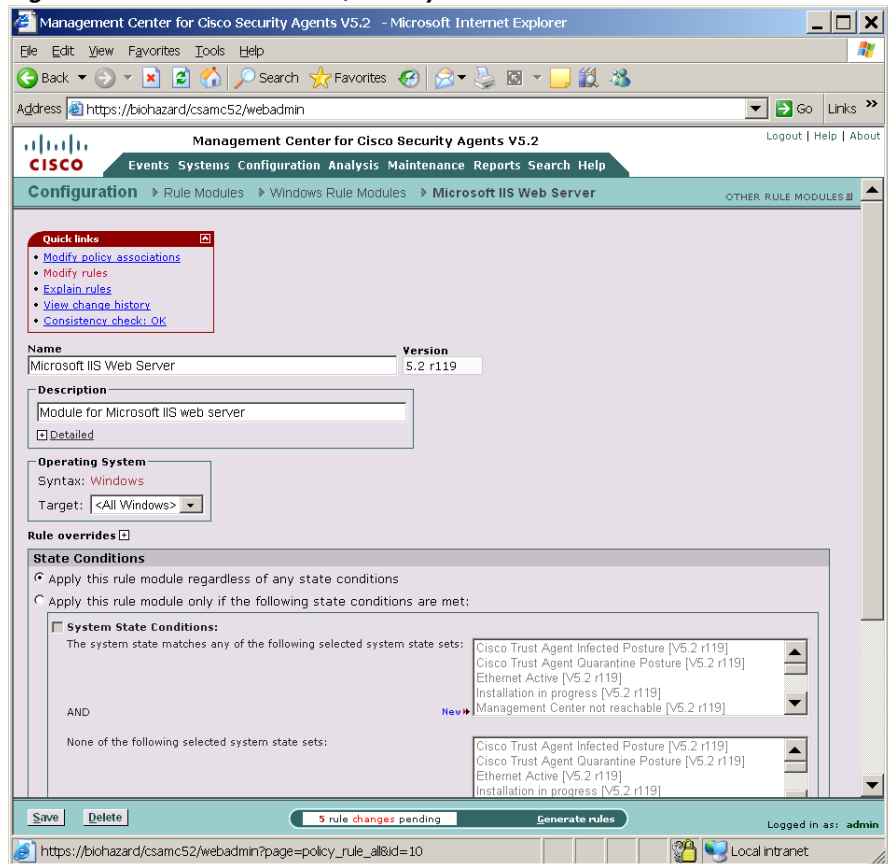 Management Center for Cisco Security Agents V5.2 - Microsoft Internet Explorer
File Edit View Favorites Tools Help
Back Search Favorites
Address https://biohazard/csamc52/webadmin Go Links »
Management Center for Cisco Security Agents V5.2
Logout | Help | About
CISCO
Events Systems Configuration Analysis Maintenance Reports Search Help
Configuration Rule Modules Windows Rule Modules Microsoft IIS Web Server
OTHER RULE MODULES
Quick links
Modify policy associations
Modify rules
Explain rules
View change history
Consistency check: OK
Name Version
Microsoft IIS Web Server 5.2 r119
Description
Module for Microsoft IIS web server
Detailed
Operating System
Syntax: Windows
Target: <All Windows>
Rule overrides
State Conditions
Apply this rule module regardless of any state conditions
Apply this rule module only if the following state conditions are met:
System State Conditions:
The system state matches any of the following selected system state sets:
Cisco Trust Agent Infected Posture [V5.2 r119]
Cisco Trust Agent Quarantine Posture [V5.2 r119]
Ethernet Active [V5.2 r119]
Installation in progress [V5.2 r119]
Management Center not reachable [V5.2 r119]
AND New
None of the following selected system state sets:
Cisco Trust Agent Infected Posture [V5.2 r119]
Cisco Trust Agent Quarantine Posture [V5.2 r119]
Ethernet Active [V5.2 r119]
Installation in progress [V5.2 r119]
Save Delete 5 rule changes pending Generate rules
Logged in as: admin
https://biohazard/csamc52/webadmin?page=policy_rule_all&id=10 Local intranet